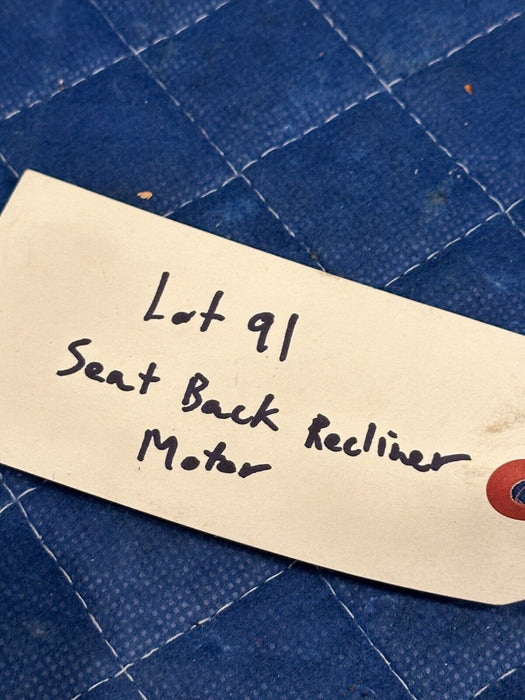 Lot 91
Seat Back Recliner
Motor